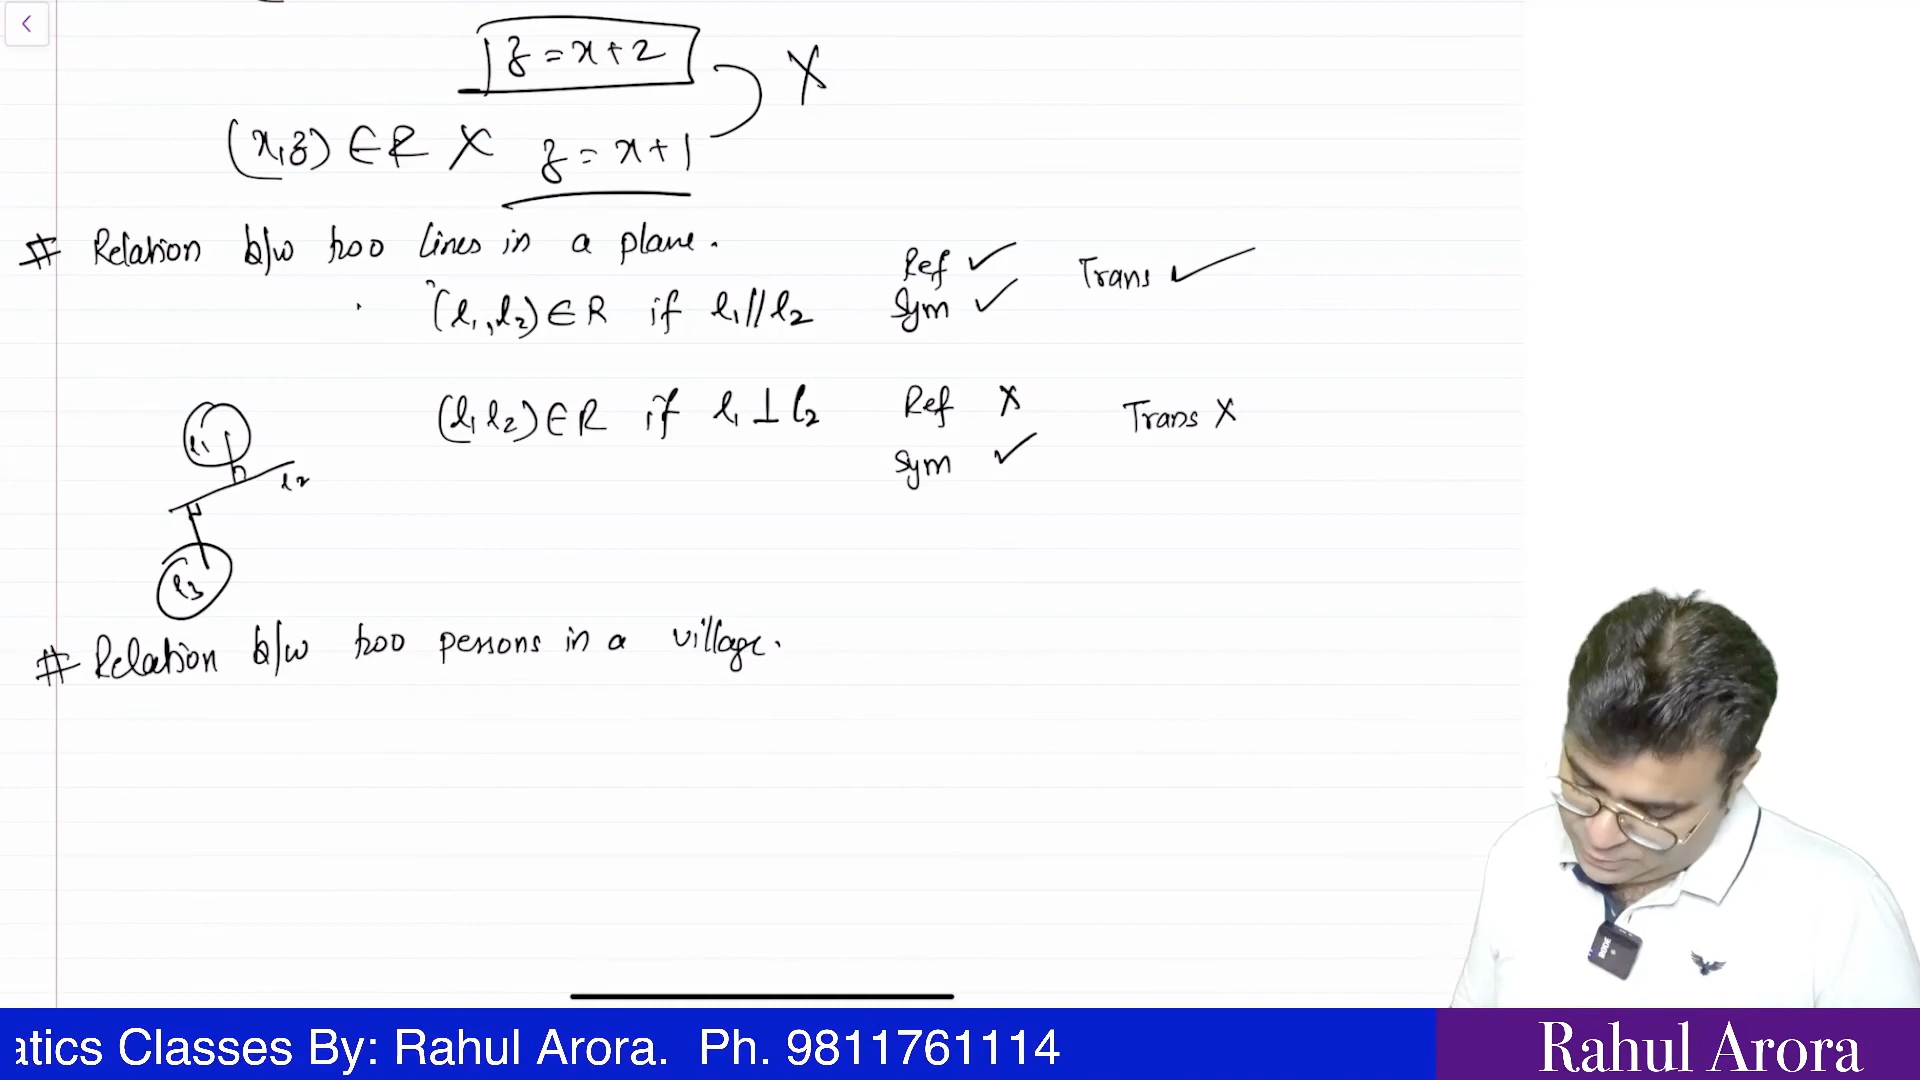 z = x + 2 X
(x,z) ∈ R X z = x + 1
# Relation b/w two lines in a plane.
(l₁, l₂) ∈ R if l₁ // l₂ Ref ✓ Trans ✓
Sym ✓
(l₁ l₂) ∈ R if l₁ ⊥ l₂ Ref X Trans X
Sym ✓
l₁
l₂
l₃
# Relation b/w two persons in a village.
atics Classes By: Rahul Arora. Ph. 9811761114
Rahul Arora